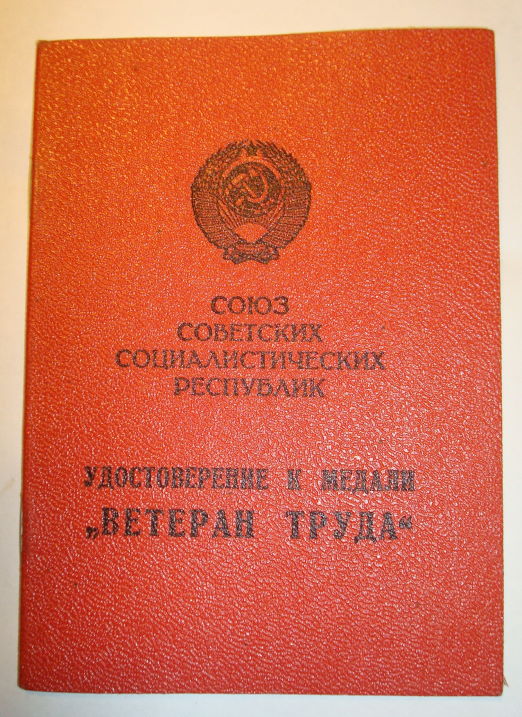 СОЮЗ
СОВЕТСКИХ
СОЦИАЛИСТИЧЕСКИХ
РЕСПУБЛИК
УДОСТОВЕРЕНИЕ К МЕДАЛИ
„ВЕТЕРАН ТРУДА“